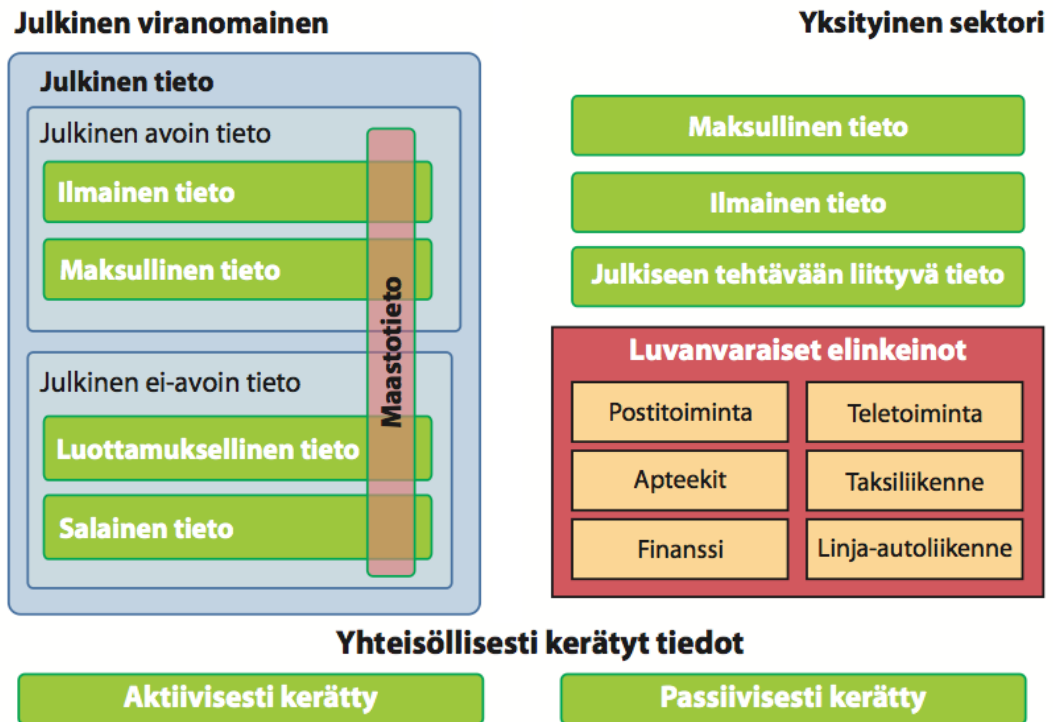 Julkinen viranomainen
Julkinen tieto
Julkinen avoin tieto
Ilmainen tieto
Maksullinen tieto
Julkinen ei-avoin tieto
Luottamuksellinen tieto
Salainen tieto
Maastotieto
Yksityinen sektori
Maksullinen tieto
Ilmainen tieto
Julkiseen tehtävään liittyvä tieto
Luvanvaraiset elinkeinot
Postitoiminta
Teletoiminta
Apteekit
Taksiliikenne
Finanssi
Linja-autoliikenne
Yhteisöllisesti kerätyt tiedot
Aktiivisesti kerätty
Passiivisesti kerätty